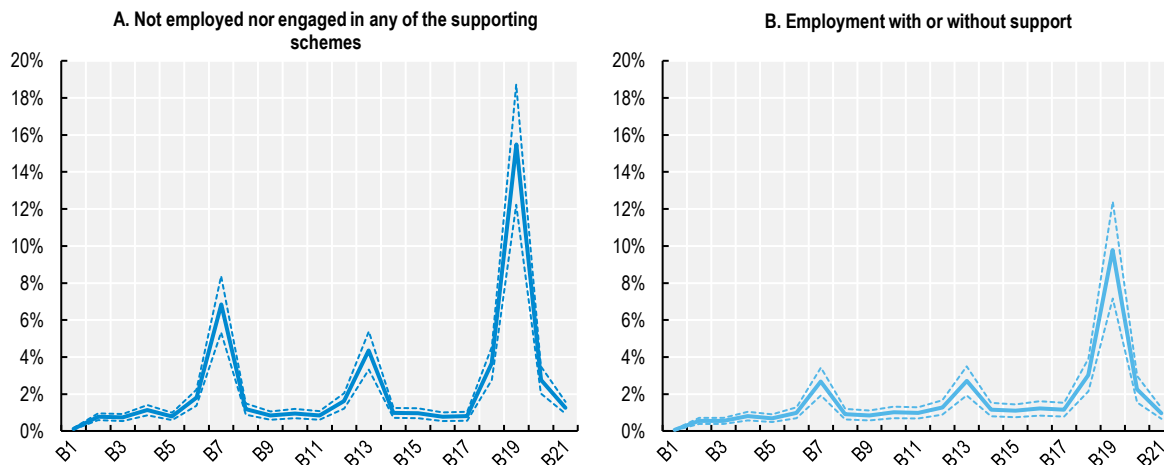 A. Not employed nor engaged in any of the supporting
schemes
20%
18%
16%
14%
12%
10%
8%
6%
4%
2%
0%
B1
B3
B5
B7
B9
B11
B13
B15
B17
B19
B21
B. Employment with or without support
20%
18%
16%
14%
12%
10%
8%
6%
4%
2%
0%
B1
B3
B5
B7
B9
B11
B13
B15
B17
B19
B21